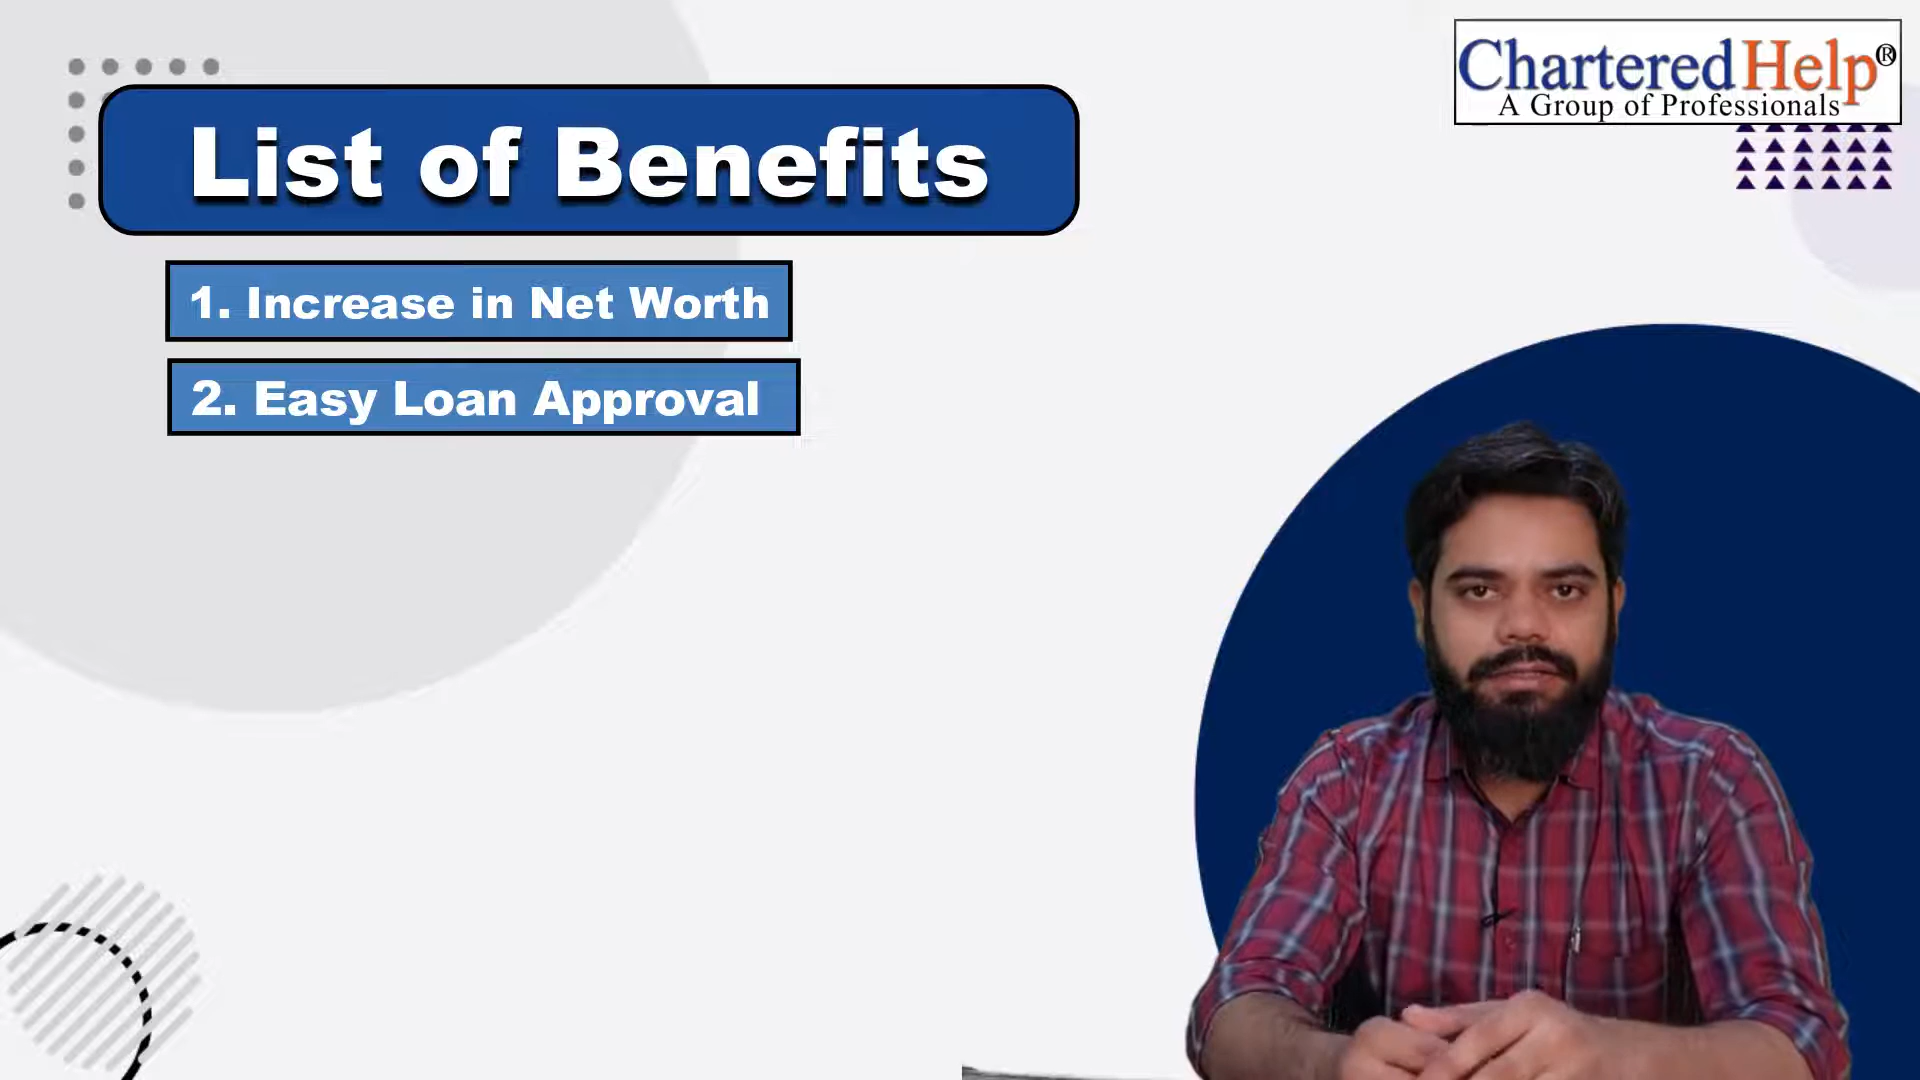 CharteredHelp®
A Group of Professionals
List of Benefits
1. Increase in Net Worth
2. Easy Loan Approval